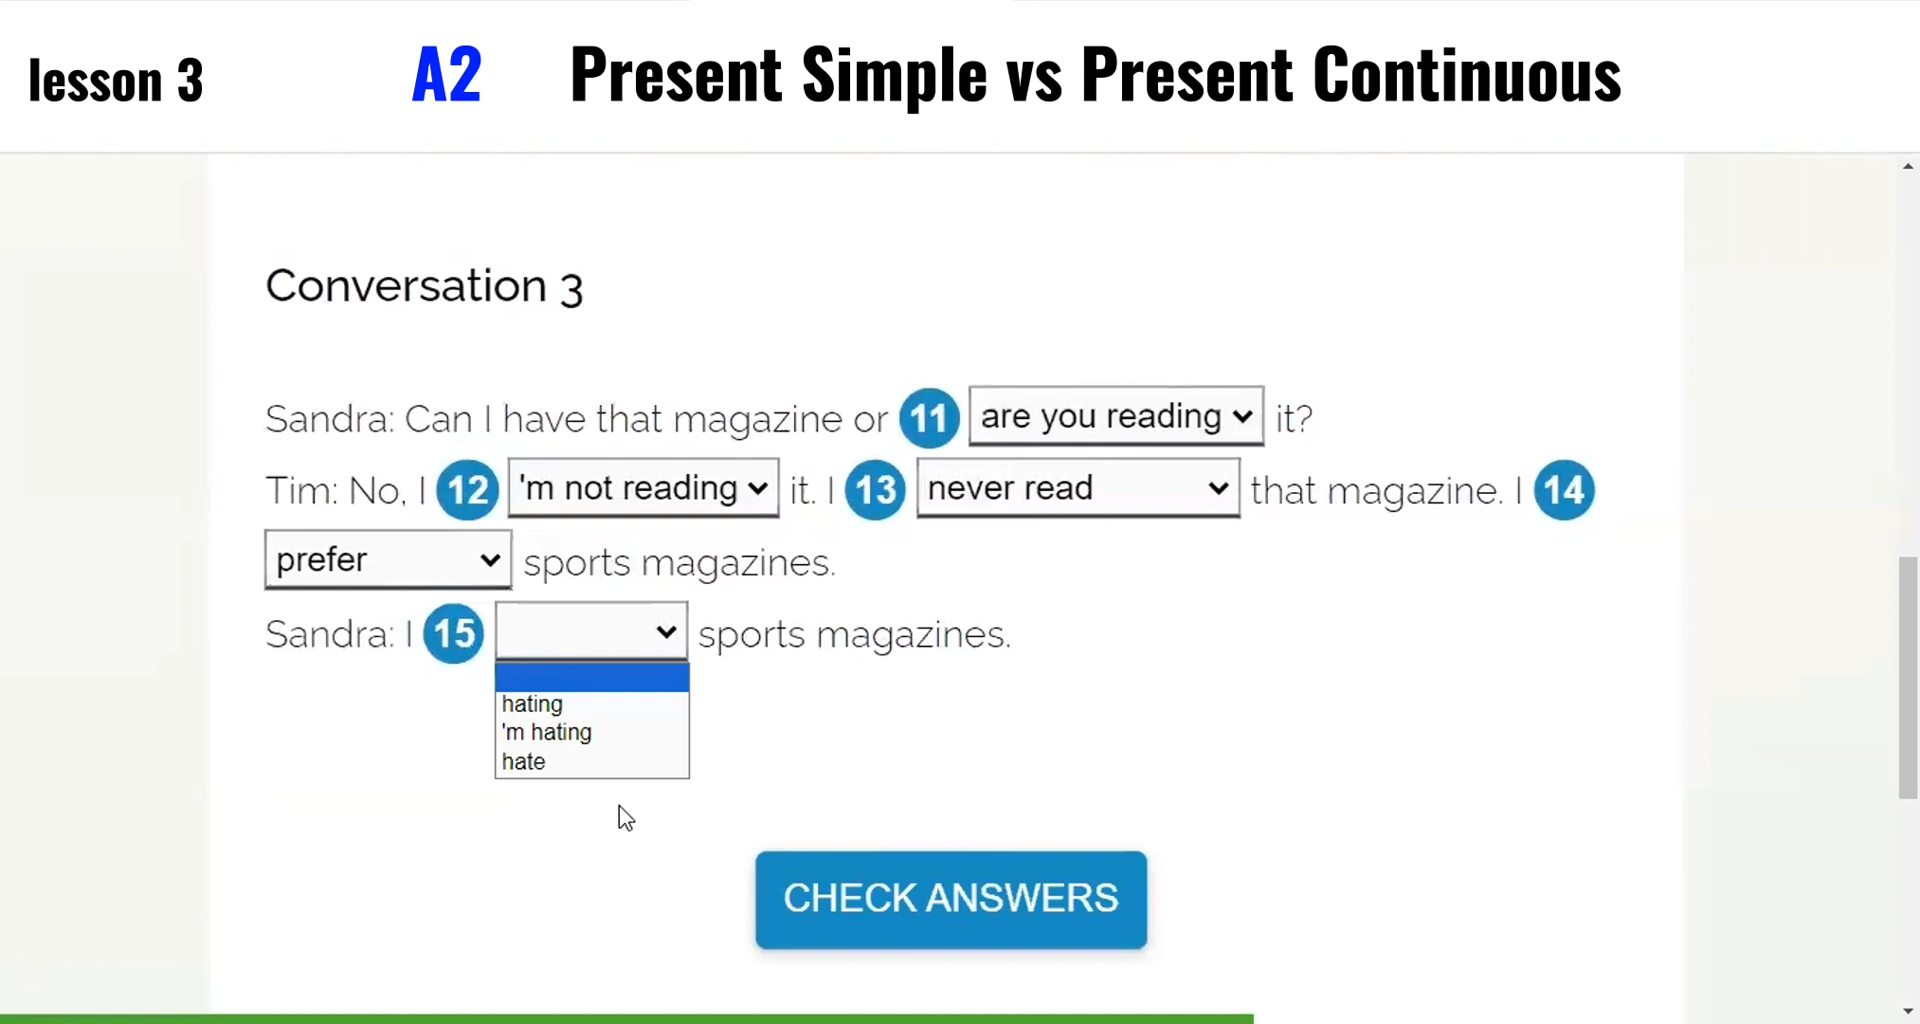 lesson 3 A2 Present Simple vs Present Continuous
Conversation 3
Sandra: Can I have that magazine or 11 are you reading it?
Tim: No, I 12 'm not reading it. I 13 never read that magazine. I 14
prefer sports magazines.
Sandra: I 15 sports magazines.
hating
'm hating
hate
CHECK ANSWERS